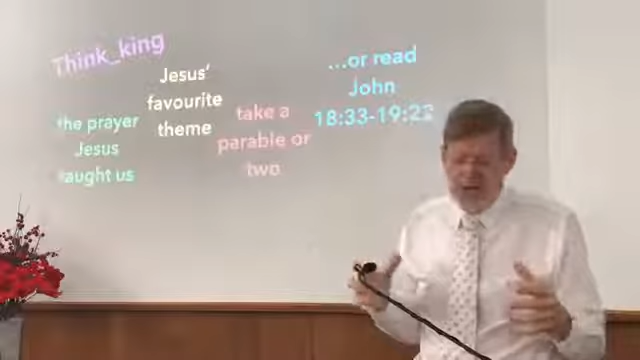 Think_king
the prayer
Jesus
taught us
Jesus’
favourite
theme
take a
parable or
two
...or read
John
18:33-19:22